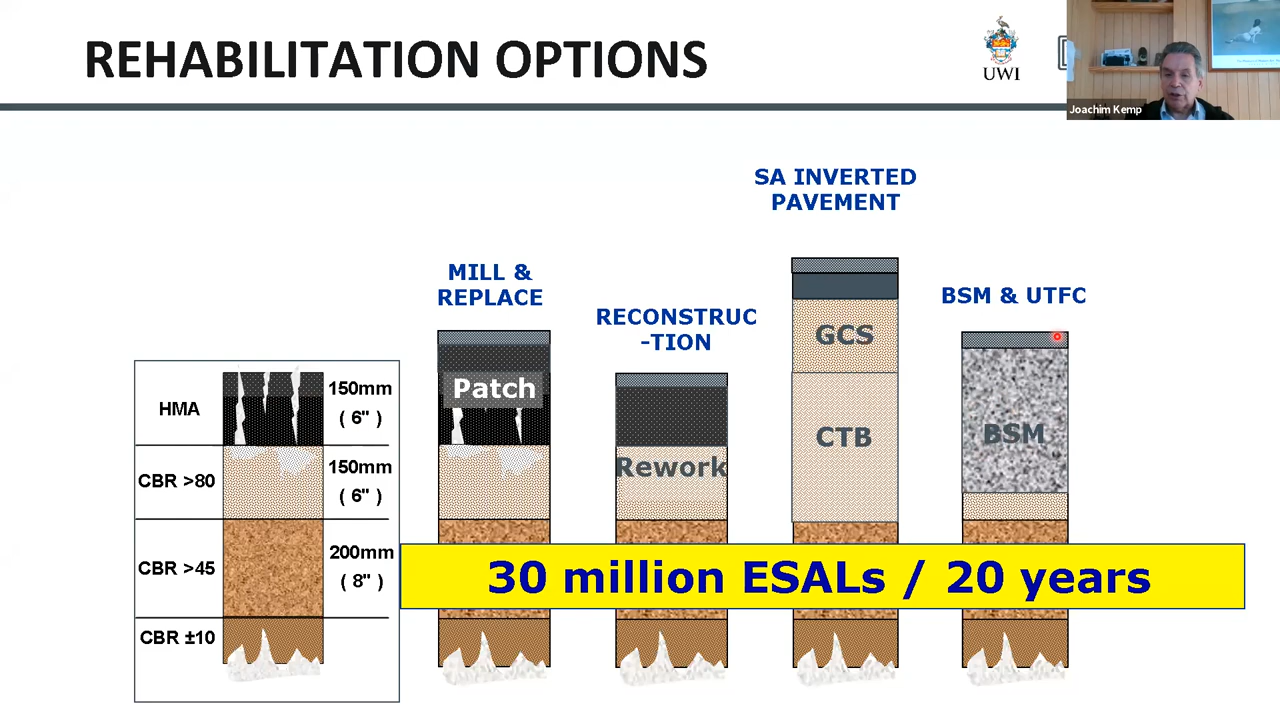 REHABILITATION OPTIONS
UWI
Joachim Kemp
SA INVERTED
PAVEMENT
MILL &
REPLACE
RECONSTRUC
-TION
BSM & UTFC
HMA
150mm
( 6" )
CBR >80
150mm
( 6" )
CBR >45
200mm
( 8" )
CBR ±10
Patch
Rework
GCS
CTB
BSM
30 million ESALs / 20 years